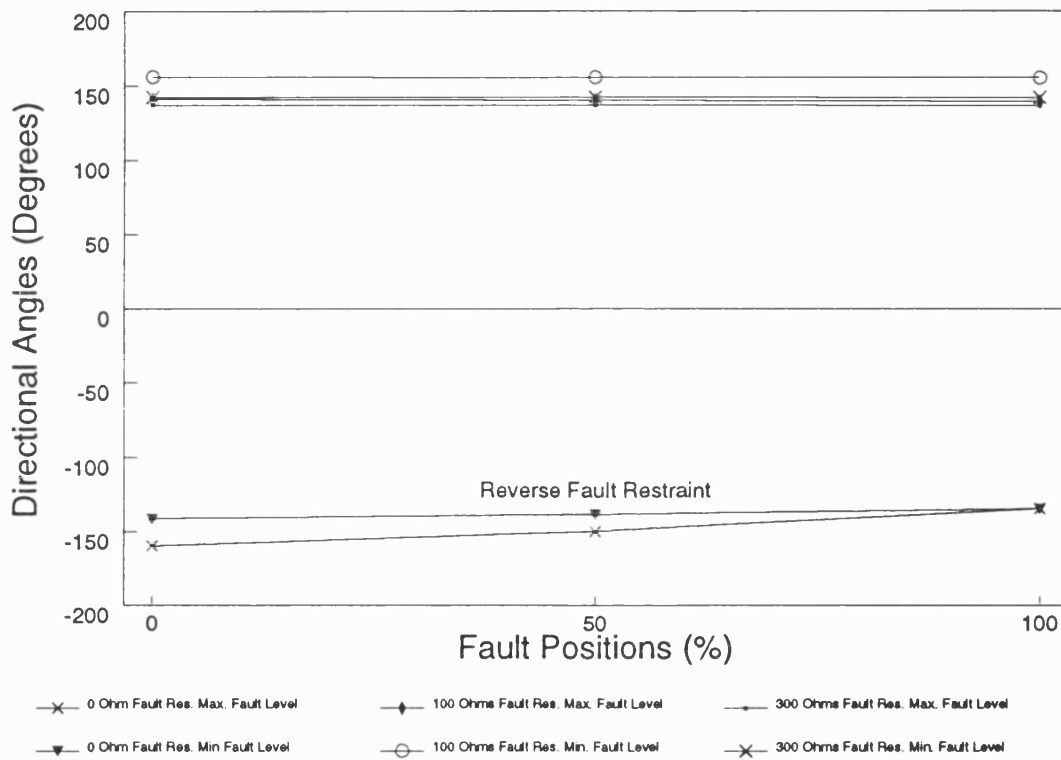 200
150
100
50
0
-50
-100
-150
-200
Directional Angies (Degrees)
Reverse Fault Restraint
0
50
100
Fault Positions (%)
0 Ohm Fault Res. Max. Fault Level
100 Ohms Fault Res. Max. Fault Level
300 Ohms Fault Res. Max. Fault Level
0 Ohm Fault Res. Min Fault Level
100 Ohms Fault Res. Min. Fault Level
300 Ohms Fault Res. Min. Fault Level